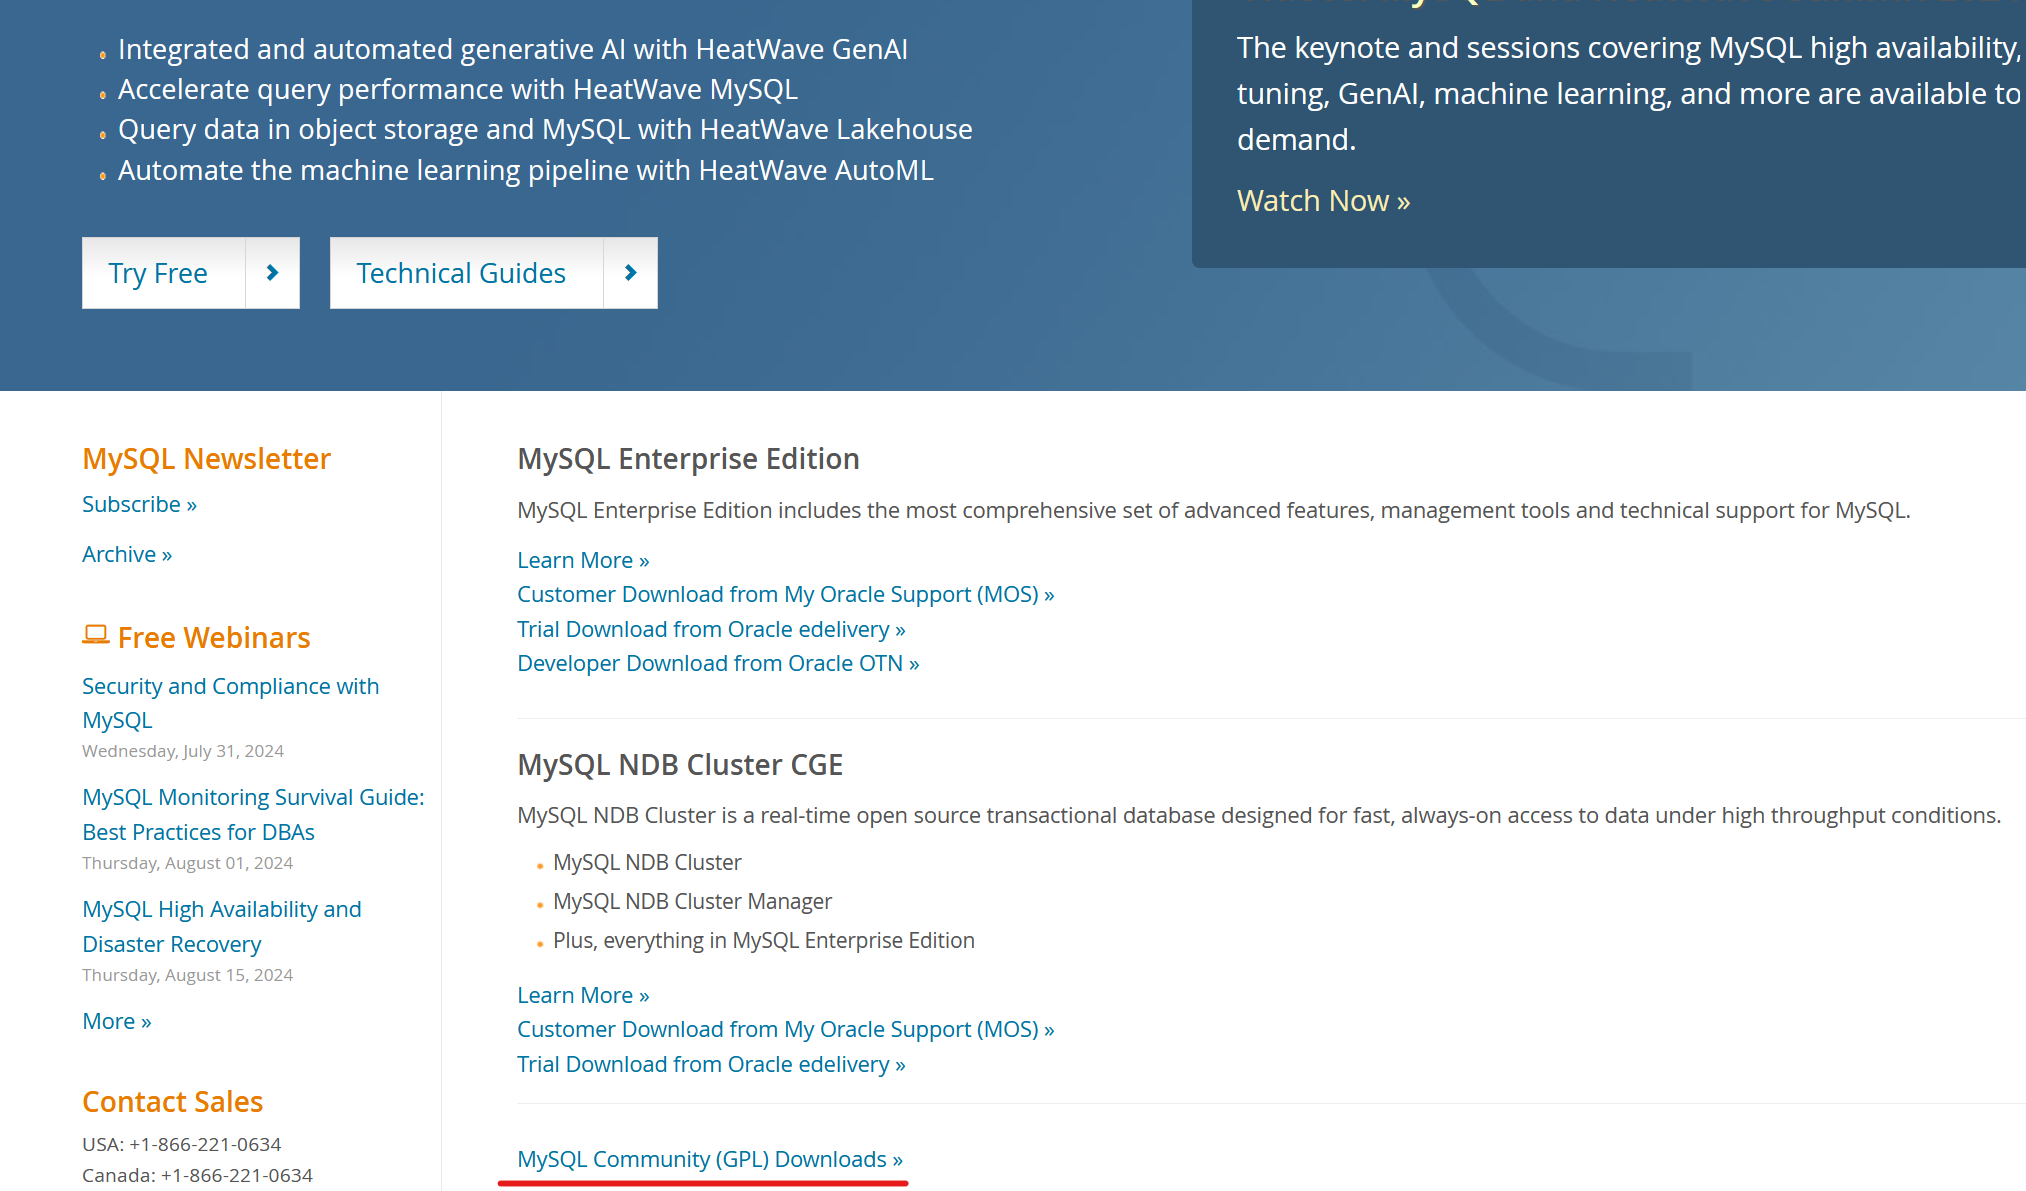 Integrated and automated generative AI with HeatWave GenAI
Accelerate query performance with HeatWave MySQL
Query data in object storage and MySQL with HeatWave Lakehouse
Automate the machine learning pipeline with HeatWave AutoML
Try Free
Technical Guides
The keynote and sessions covering MySQL high availability,
tuning, GenAI, machine learning, and more are available to
demand.
Watch Now »
MySQL Newsletter
Subscribe »
Archive »
Free Webinars
Security and Compliance with
MySQL
Wednesday, July 31, 2024
MySQL Monitoring Survival Guide:
Best Practices for DBAs
Thursday, August 01, 2024
MySQL High Availability and
Disaster Recovery
Thursday, August 15, 2024
More »
Contact Sales
USA: +1-866-221-0634
Canada: +1-866-221-0634
MySQL Enterprise Edition
MySQL Enterprise Edition includes the most comprehensive set of advanced features, management tools and technical support for MySQL.
Learn More »
Customer Download from My Oracle Support (MOS) »
Trial Download from Oracle edelivery »
Developer Download from Oracle OTN »
MySQL NDB Cluster CGE
MySQL NDB Cluster is a real-time open source transactional database designed for fast, always-on access to data under high throughput conditions.
MySQL NDB Cluster
MySQL NDB Cluster Manager
Plus, everything in MySQL Enterprise Edition
Learn More »
Customer Download from My Oracle Support (MOS) »
Trial Download from Oracle edelivery »
MySQL Community (GPL) Downloads »